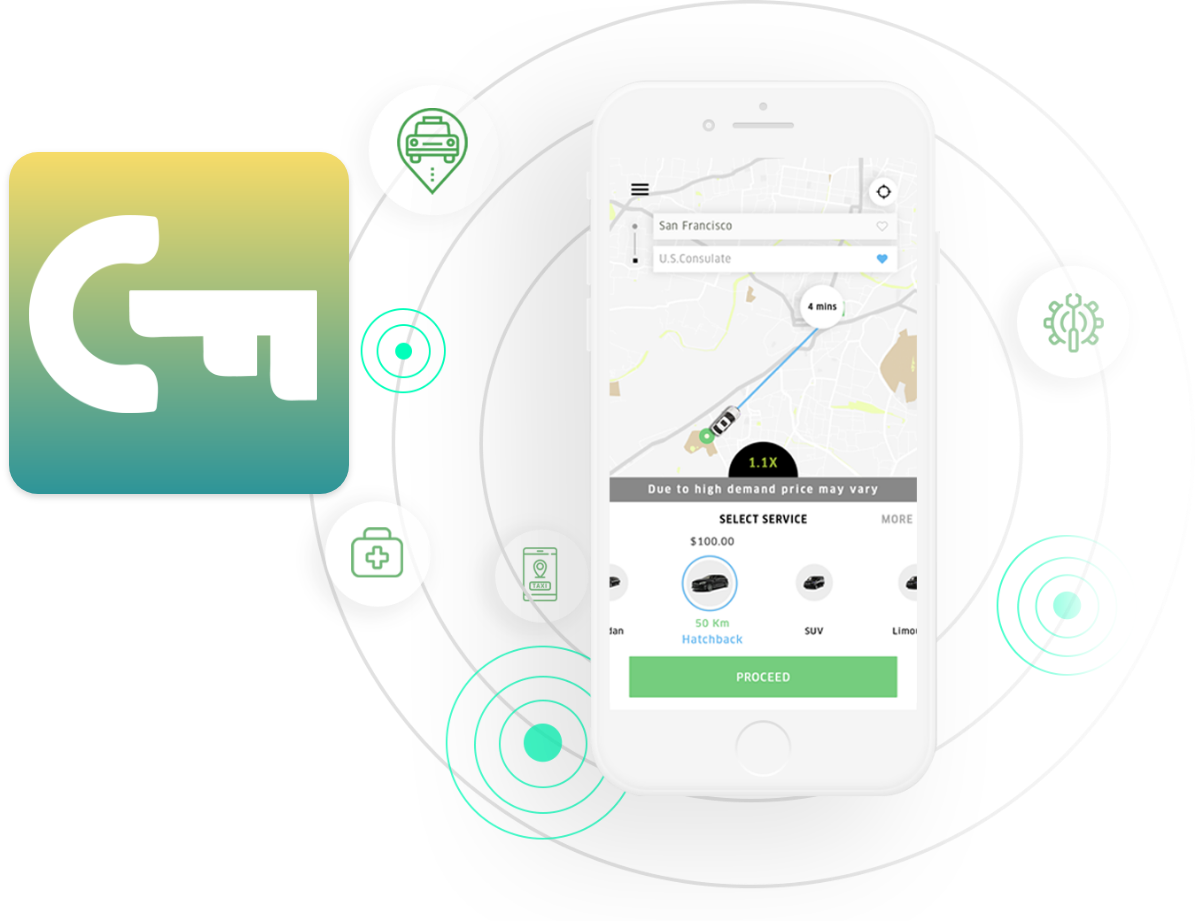 San Francisco
U.S.Consulate
4 mins
1.1X
Due to high demand price may vary
SELECT SERVICE
MORE
$100.00
50 Km
dan
Hatchback
SUV
Limou
PROCEED
TAXI